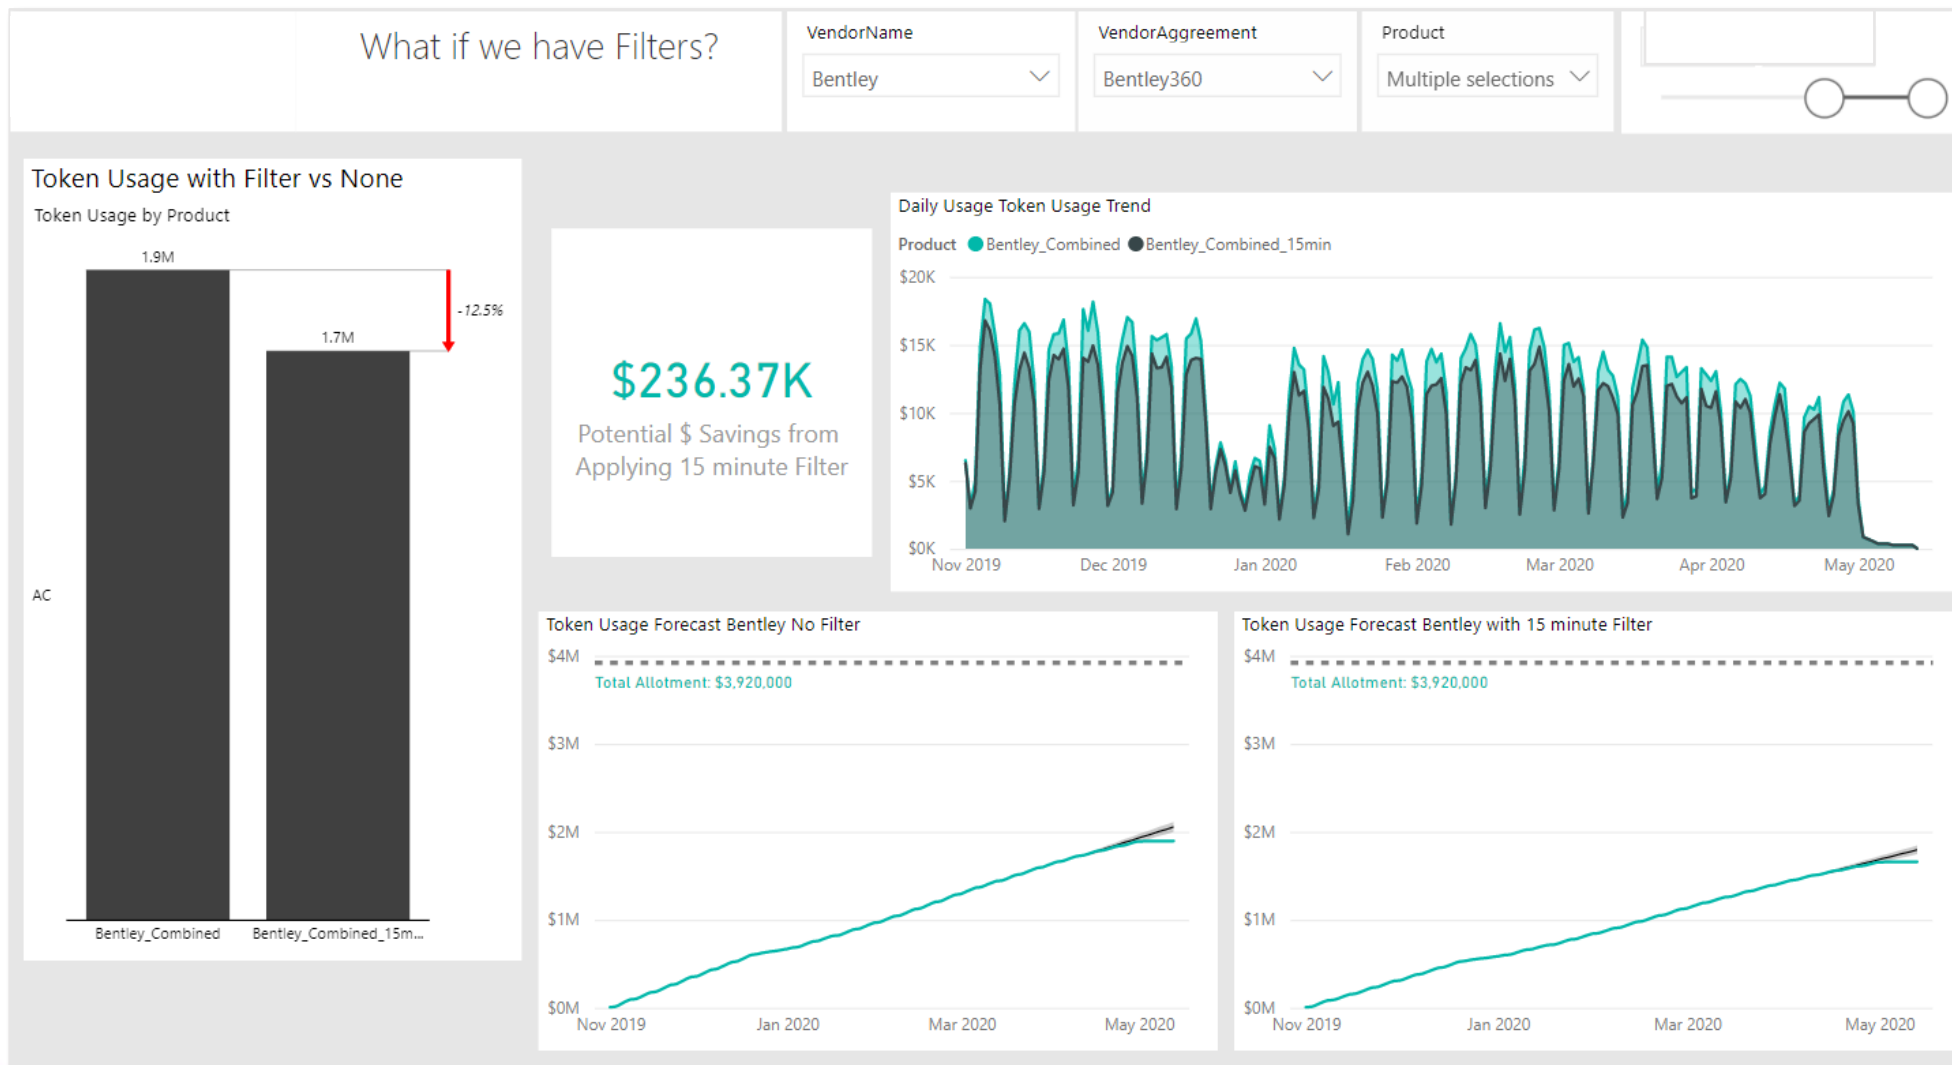 What if we have Filters?
VendorName
Bentley
VendorAggreement
Bentley360
Product
Multiple selections
Token Usage with Filter vs None
Token Usage by Product
1.9M
1.7M
-12.5%
AC
Bentley_Combined
Bentley_Combined_15m...
$236.37K
Potential $ Savings from
Applying 15 minute Filter
Daily Usage Token Usage Trend
Product Bentley_Combined Bentley_Combined_15min
$20K
$15K
$10K
$5K
$0K
Nov 2019 Dec 2019 Jan 2020 Feb 2020 Mar 2020 Apr 2020 May 2020
Token Usage Forecast Bentley No Filter
$4M
Total Allotment: $3,920,000
$3M
$2M
$1M
$0M
Nov 2019 Jan 2020 Mar 2020 May 2020
Token Usage Forecast Bentley with 15 minute Filter
$4M
Total Allotment: $3,920,000
$3M
$2M
$1M
$0M
Nov 2019 Jan 2020 Mar 2020 May 2020